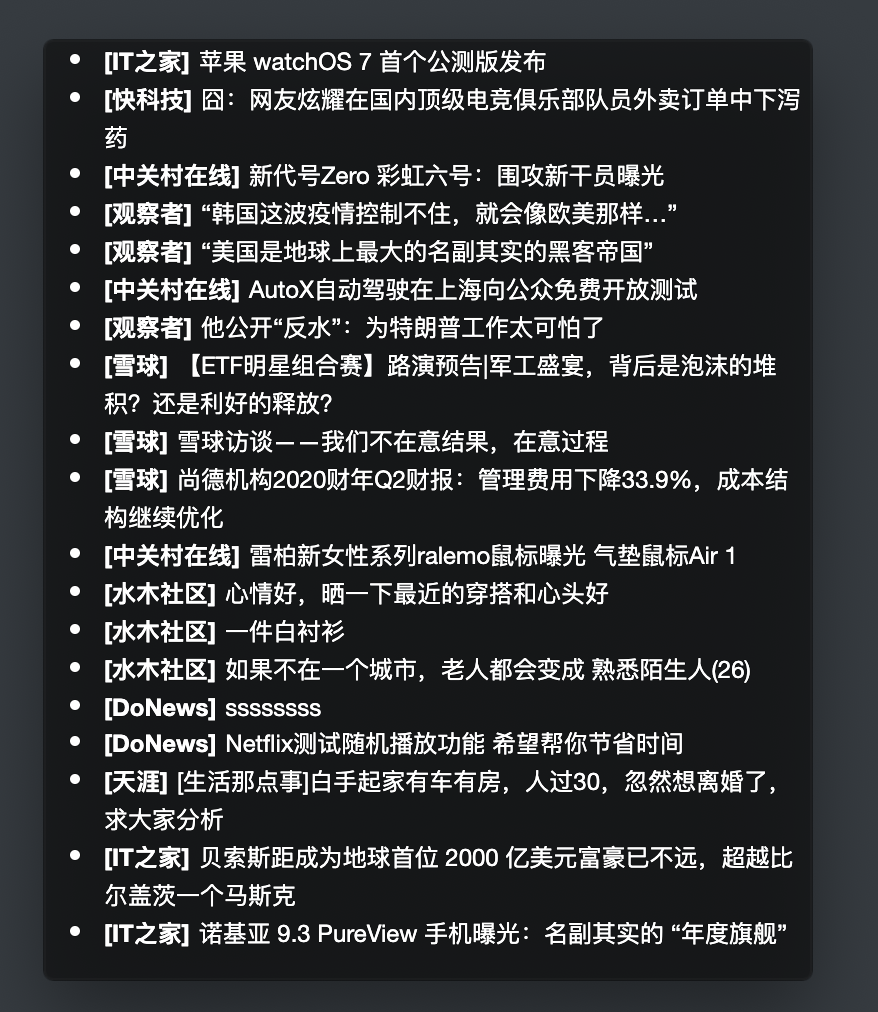 [IT之家] 苹果 watchOS 7 首个公测版发布
[快科技] 囧：网友炫耀在国内顶级电竞俱乐部队员外卖订单中下泻
药
[中关村在线] 新代号Zero 彩虹六号：围攻新干员曝光
[观察者] “韩国这波疫情控制不住，就会像欧美那样…”
[观察者] “美国是地球上最大的名副其实的黑客帝国”
[中关村在线] AutoX自动驾驶在上海向公众免费开放测试
[观察者] 他公开“反水”：为特朗普工作太可怕了
[雪球] 【ETF明星组合赛】路演预告|军工盛宴，背后是泡沫的堆
积？还是利好的释放？
[雪球] 雪球访谈——我们不在意结果，在意过程
[雪球] 尚德机构2020财年Q2财报：管理费用下降33.9%，成本结
构继续优化
[中关村在线] 雷柏新女性系列ralemo鼠标曝光 气垫鼠标Air 1
[水木社区] 心情好，晒一下最近的穿搭和心头好
[水木社区] 一件白衬衫
[水木社区] 如果不在一个城市，老人都会变成 熟悉陌生人(26)
[DoNews] ssssssss
[DoNews] Netflix测试随机播放功能 希望帮你节省时间
[天涯] [生活那点事]白手起家有车有房，人过30，忽然想离婚了，
求大家分析
[IT之家] 贝索斯距成为地球首位 2000 亿美元富豪已不远，超越比
尔盖茨一个马斯克
[IT之家] 诺基亚 9.3 PureView 手机曝光：名副其实的 “年度旗舰”